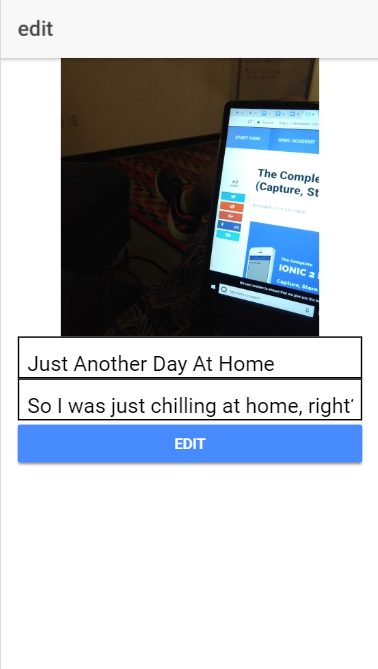 edit
START HERE
IONIC ACADEMY
The Comple
(Capture, St
The Complete
IONIC 2
Capture, Store
Just Another Day At Home
So I was just chilling at home, right
EDIT